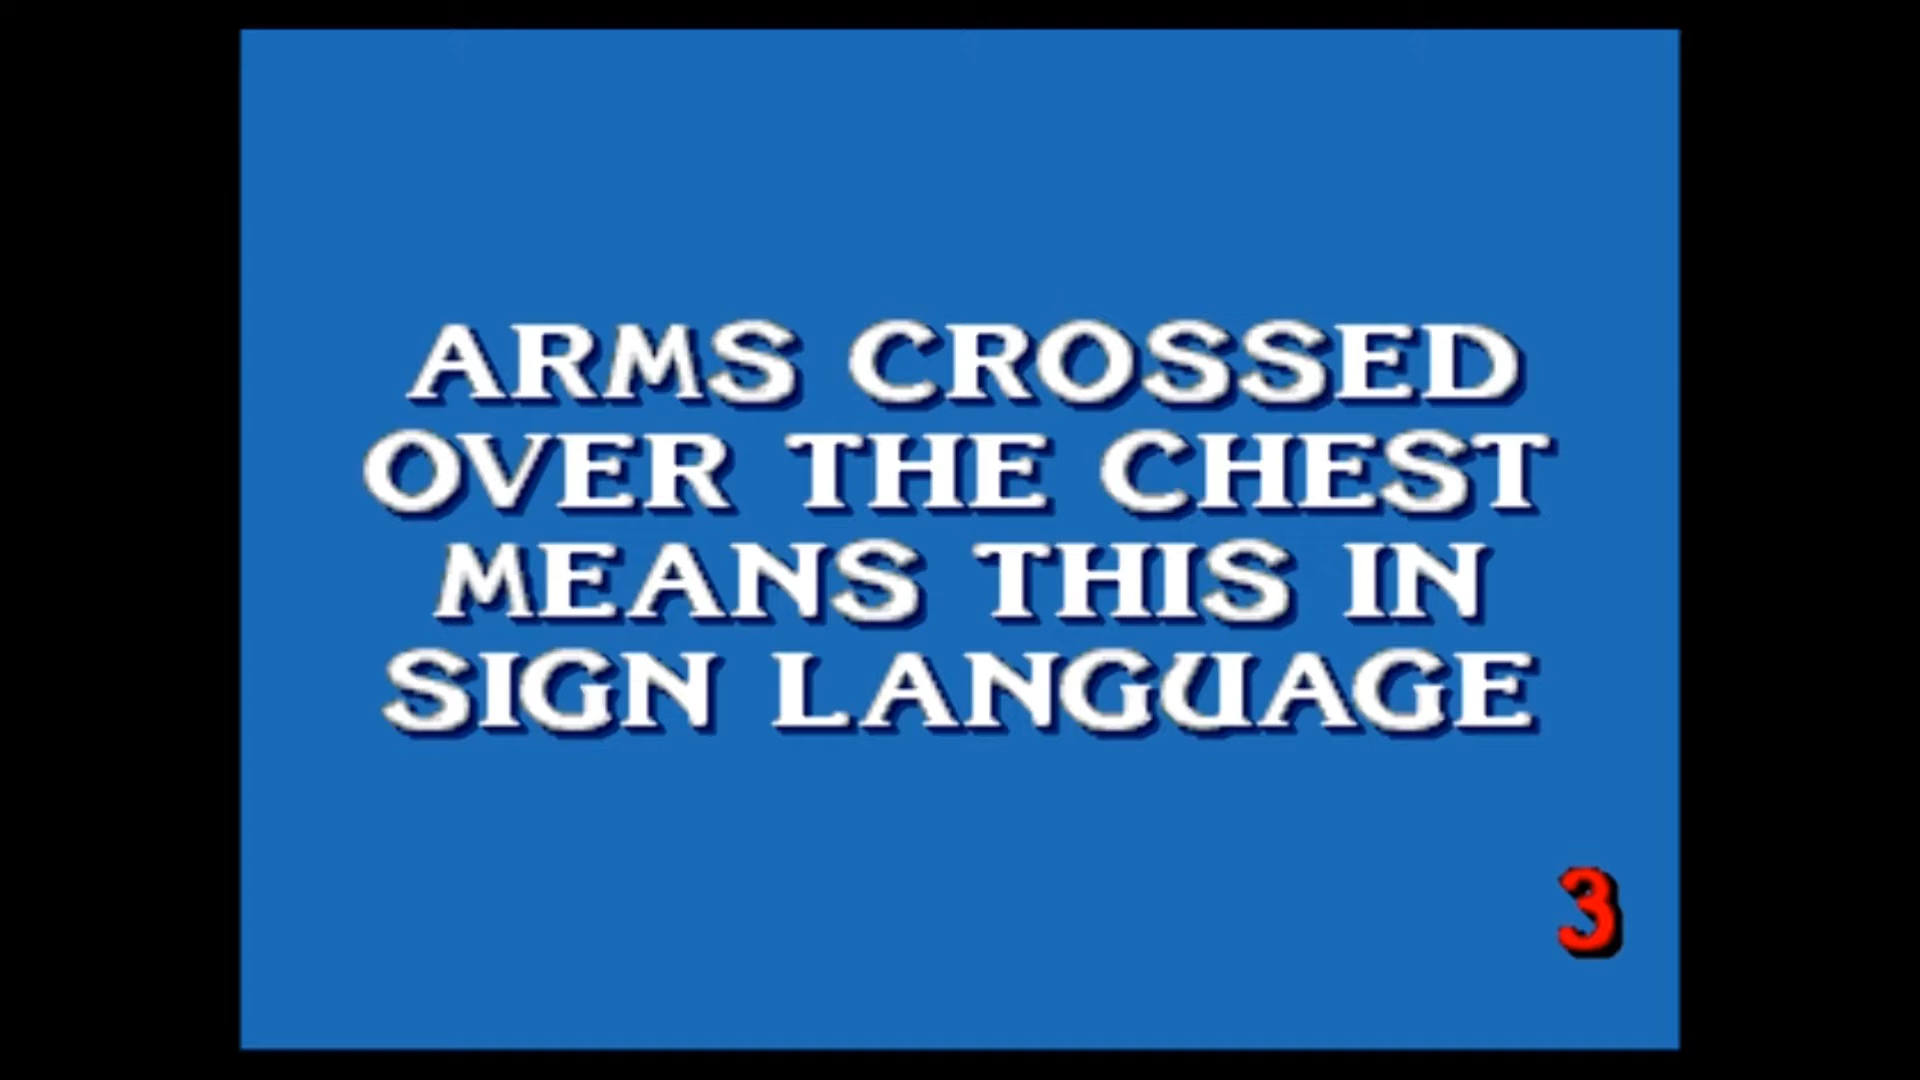 ARMS CROSSED
OVER THE CHEST
MEANS THIS IN
SIGN LANGUAGE
3